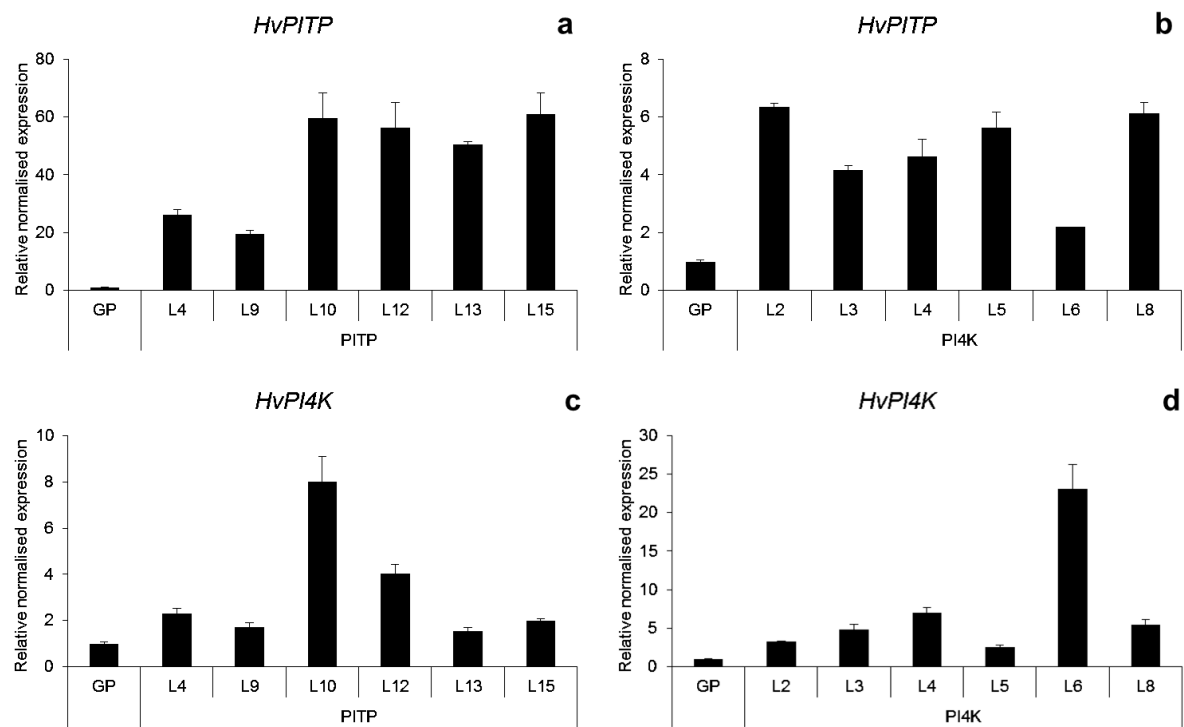 HvPITP a
Relative normalised expression
80
60
40
20
0
GP L4 L9 L10 L12 L13 L15
PITP
HvPITP b
Relative normalised expression
8
6
4
2
0
GP L2 L3 L4 L5 L6 L8
PI4K
HvPI4K c
Relative normalised expression
10
8
6
4
2
0
GP L4 L9 L10 L12 L13 L15
PITP
HvPI4K d
Relative normalised expression
30
25
20
15
10
5
0
GP L2 L3 L4 L5 L6 L8
PI4K